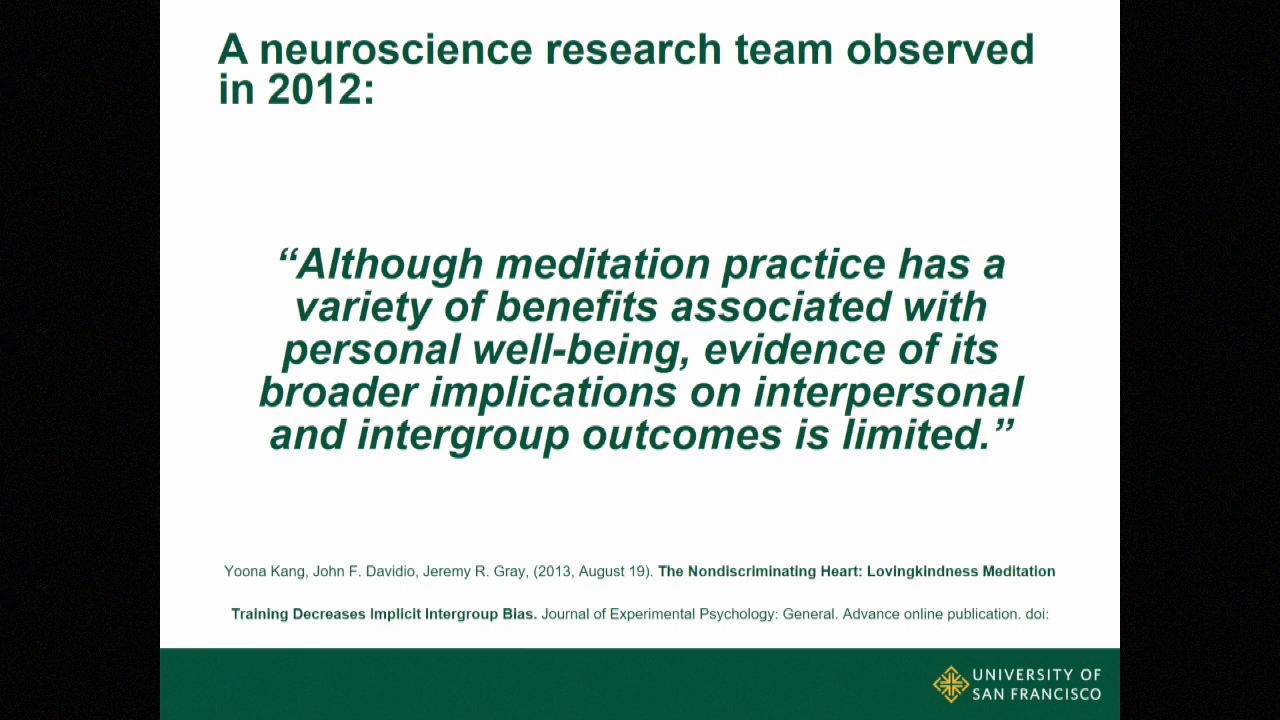 A neuroscience research team observed
in 2012:
“Although meditation practice has a
variety of benefits associated with
personal well-being, evidence of its
broader implications on interpersonal
and intergroup outcomes is limited.”
Yoona Kang, John F. Davidio, Jeremy R. Gray, (2013, August 19). The Nondiscriminating Heart: Lovingkindness Meditation
Training Decreases Implicit Intergroup Bias. Journal of Experimental Psychology: General. Advance online publication. doi:
UNIVERSITY OF
SAN FRANCISCO